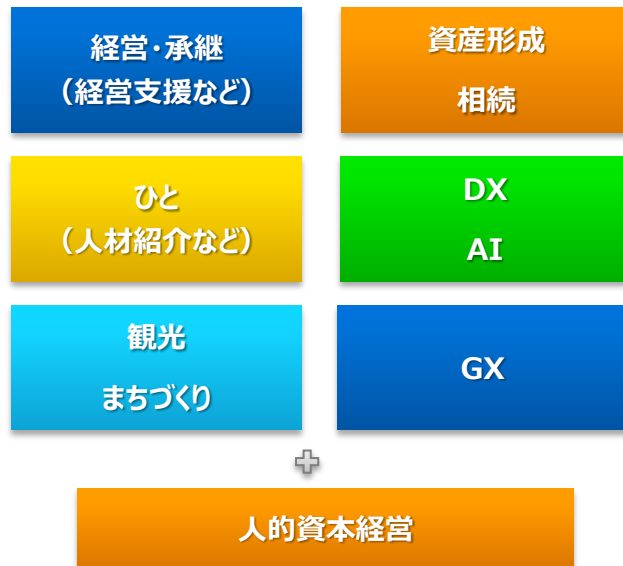 経営・承継
（経営支援など）
資産形成
相続
ひと
（人材紹介など）
DX
AI
観光
まちづくり
GX
人的資本経営